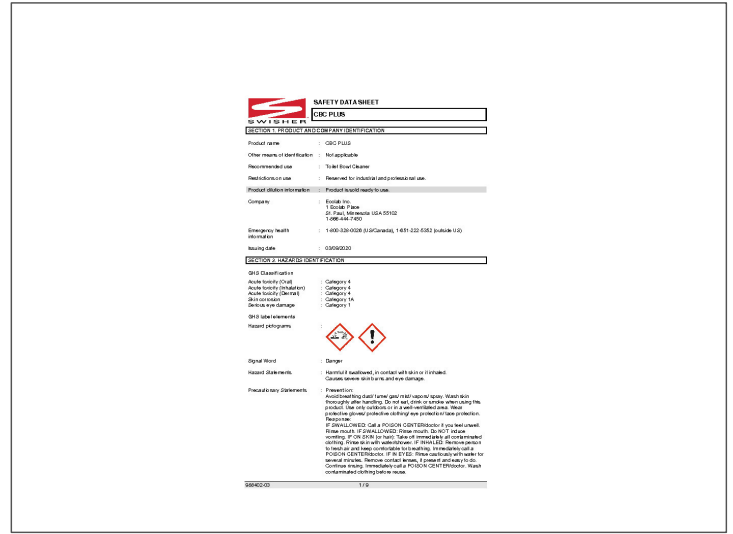 SAFETY DATA SHEET
CBC PLUS
SWISHER
SECTION 1. PRODUCT AND COMPANY IDENTIFICATION
Product name : CBC PLUS
Other means of identification : Not applicable
Recommended use : Toilet Bowl Cleaner
Restrictions on use : Reserved for industrial and professional use.
Product dilution information : Product is sold ready to use.
Company : Ecolab Inc.
1 Ecolab Place
St. Paul, Minnesota USA 55102
1-866-444-7450
Emergency health : 1-800-328-0026 (US/Canada), 1-651-222-5352 (outside US)
information
Issuing date : 03/09/2020
SECTION 2. HAZARDS IDENTIFICATION
GHS Classification
Acute toxicity (Oral) : Category 4
Acute toxicity (Inhalation) : Category 4
Acute toxicity (Dermal) : Category 4
Skin corrosion : Category 1A
Serious eye damage : Category 1
GHS label elements
Hazard pictograms :
Signal Word : Danger
Hazard Statements : Harmful if swallowed, in contact with skin or if inhaled.
Causes severe skin burns and eye damage.
Precautionary Statements : Prevention:
Avoid breathing dust/ fume/ gas/ mist/ vapors/ spray. Wash skin
thoroughly after handling. Do not eat, drink or smoke when using this
product. Use only outdoors or in a well-ventilated area. Wear
protective gloves/ protective clothing/ eye protection/ face protection.
Response:
IF SWALLOWED: Call a POISON CENTER/doctor if you feel unwell.
Rinse mouth. IF SWALLOWED: Rinse mouth. Do NOT induce
vomiting. IF ON SKIN (or hair): Take off immediately all contaminated
clothing. Rinse skin with water/shower. IF INHALED: Remove person
to fresh air and keep comfortable for breathing. Immediately call a
POISON CENTER/doctor. IF IN EYES: Rinse cautiously with water for
several minutes. Remove contact lenses, if present and easy to do.
Continue rinsing. Immediately call a POISON CENTER/doctor. Wash
contaminated clothing before reuse.
1 / 9